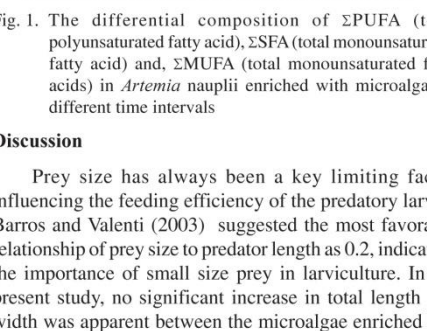 Fig. 1. The differential composition of ΣPUFA (t
polyunsaturated fatty acid), ΣSFA (total monounsatur
fatty acid) and, ΣMUFA (total monounsaturated f
acids) in Artemia nauplii enriched with microalga
different time intervals
Discussion
Prey size has always been a key limiting fac
nfluencing the feeding efficiency of the predatory larv
Barros and Valenti (2003) suggested the most favora
relationship of prey size to predator length as 0.2, indicat
he importance of small size prey in larviculture. In
present study, no significant increase in total length
width was apparent between the microalgae enriched